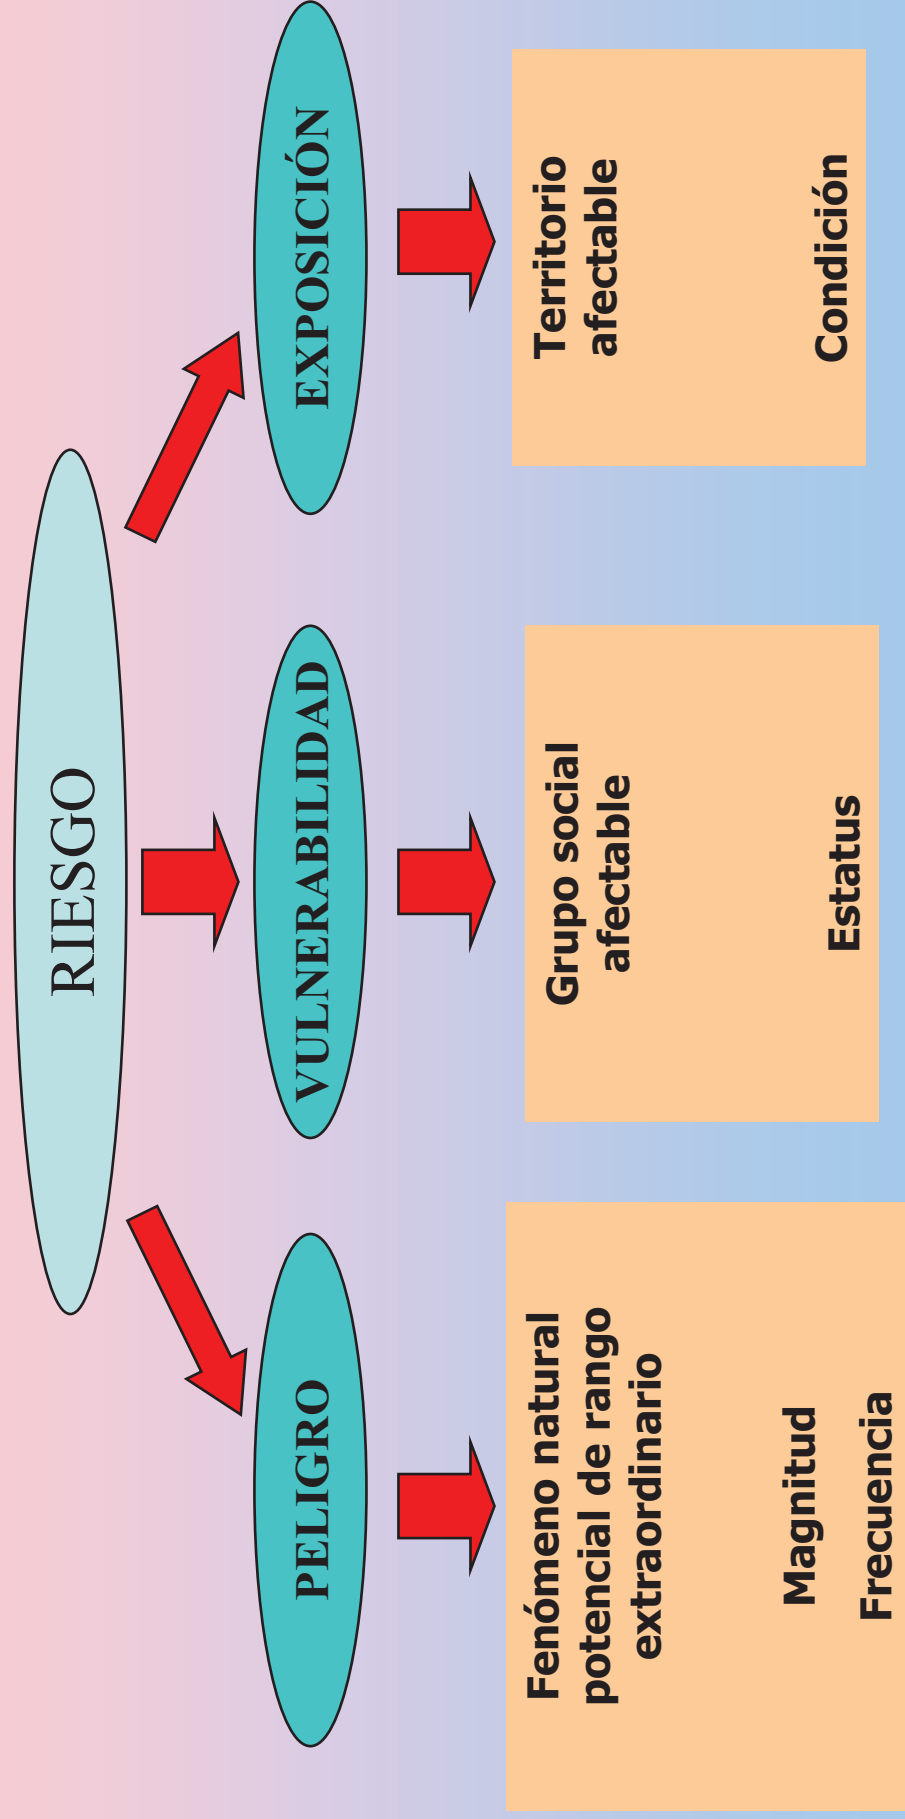 RIESGO
PELIGRO
VULNERABILIDAD
EXPOSICIÓN
Fenómeno natural
potencial de rango
extraordinario
Magnitud
Frecuencia
Grupo social
afectable
Estatus
Territorio
afectable
Condición